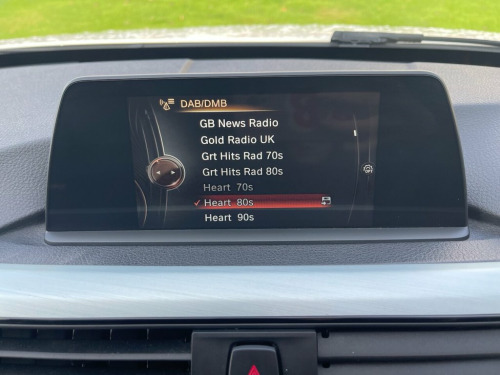 DAB/DMB
GB News Radio
Gold Radio UK
Grt Hits Rad 70s
Grt Hits Rad 80s
Heart 70s
Heart 80s
Heart 90s